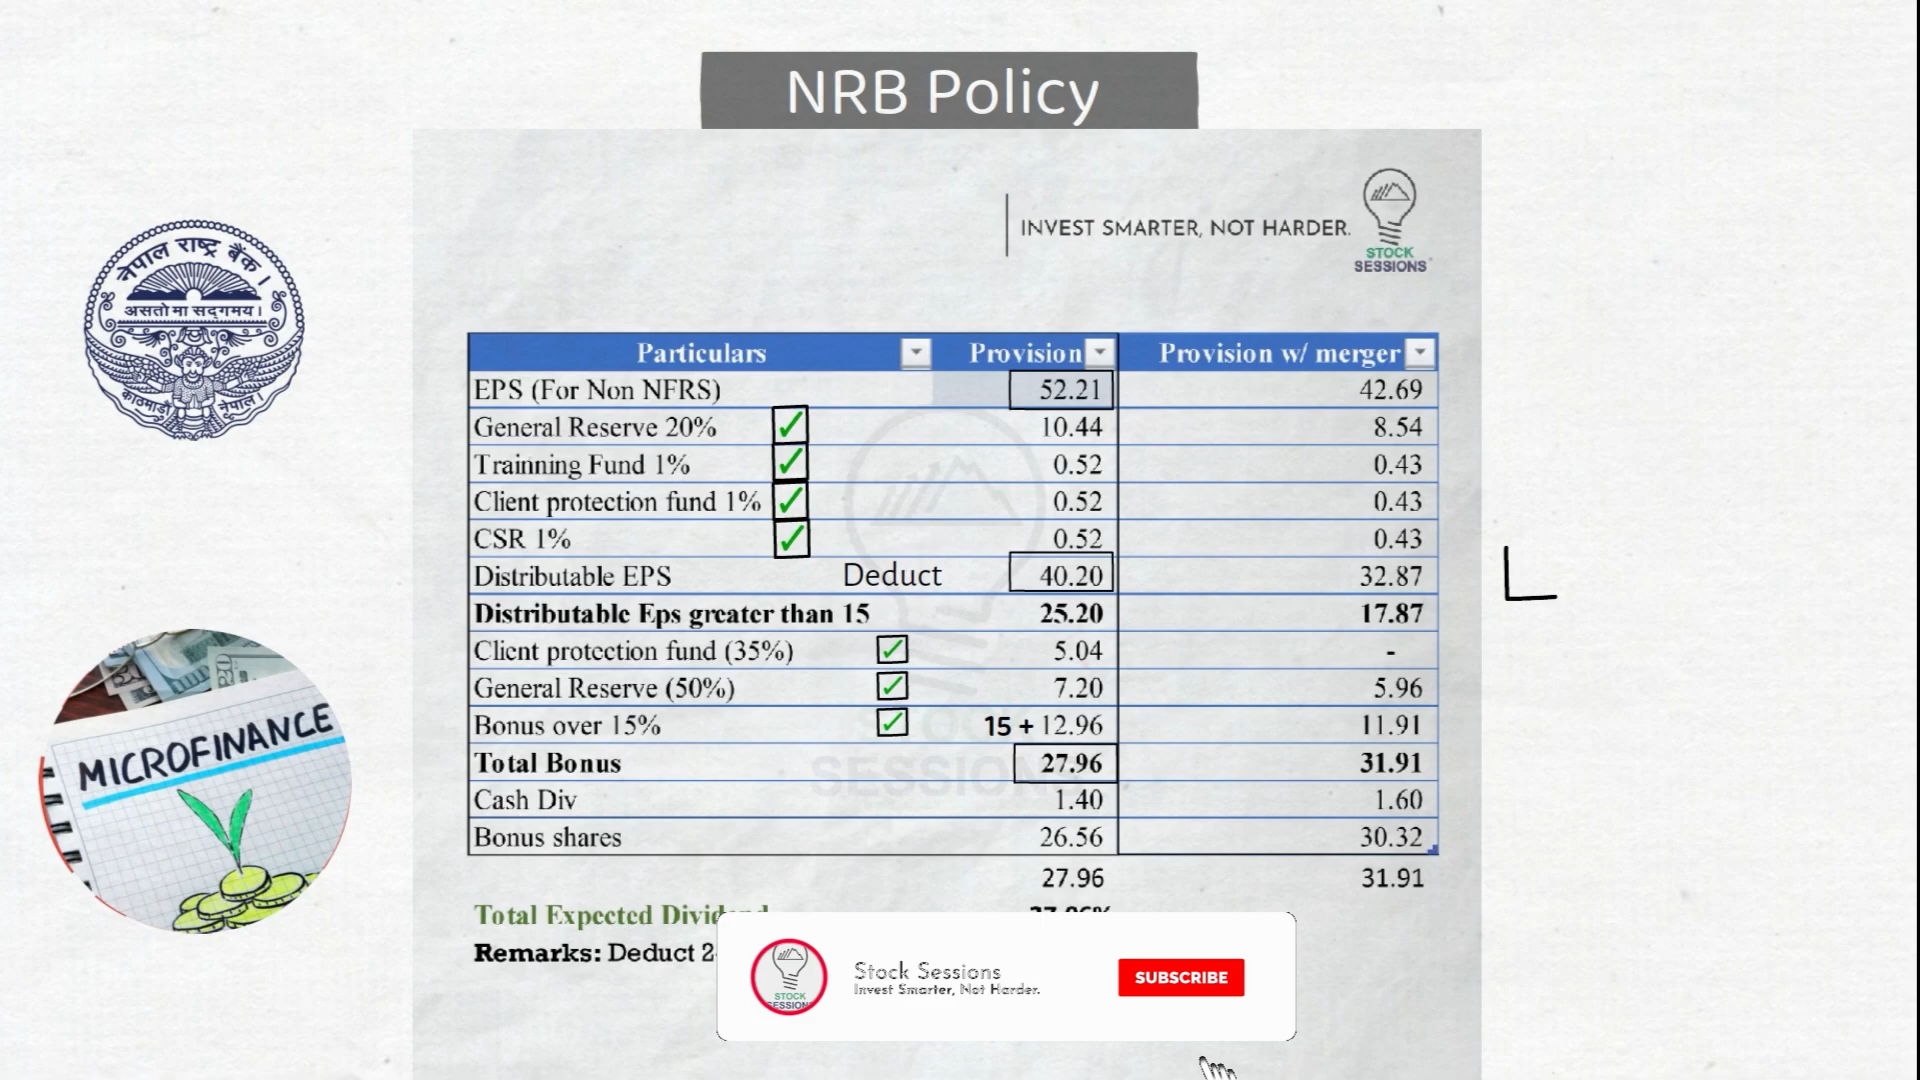 NRB Policy
INVEST SMARTER, NOT HARDER.
STOCK
SESSIONS
नेपाल राष्ट्र बैंक।
असतो मा सद्गमय।
काठमाडौं नेपाल।
Particulars Provision Provision w/ merger
EPS (For Non NFRS) 52.21 42.69
General Reserve 20% 10.44 8.54
Trainning Fund 1% 0.52 0.43
Client protection fund 1% 0.52 0.43
CSR 1% 0.52 0.43
Distributable EPS Deduct 40.20 32.87
Distributable Eps greater than 15 25.20 17.87
Client protection fund (35%) 5.04 -
General Reserve (50%) 7.20 5.96
Bonus over 15% 15 + 12.96 11.91
Total Bonus 27.96 31.91
Cash Div 1.40 1.60
Bonus shares 26.56 30.32
27.96 31.91
Total Expected
Remarks: Deduct
MICROFINANCE
STOCK
SESSIONS
Stock Sessions
Invest Smarter, Not Harder.
SUBSCRIBE